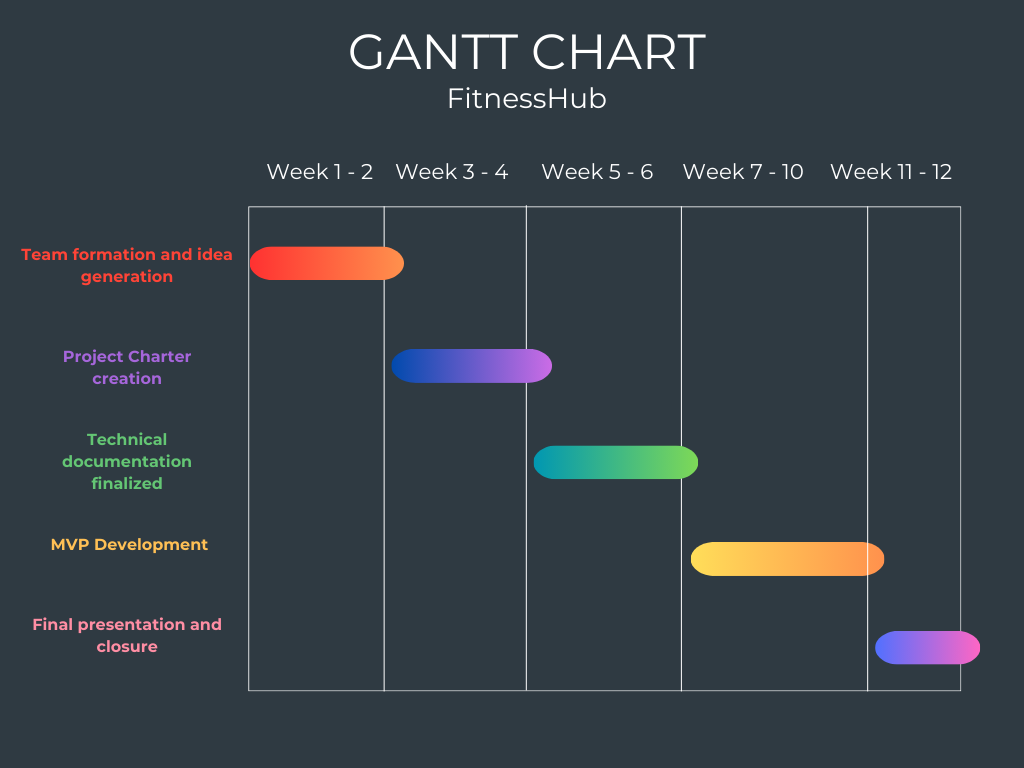 GANTT CHART
FitnessHub
Week 1 - 2
Week 3 - 4
Week 5 - 6
Week 7 - 10
Week 11 - 12
Team formation and idea
generation
Project Charter
creation
Technical
documentation
finalized
MVP Development
Final presentation and
closure